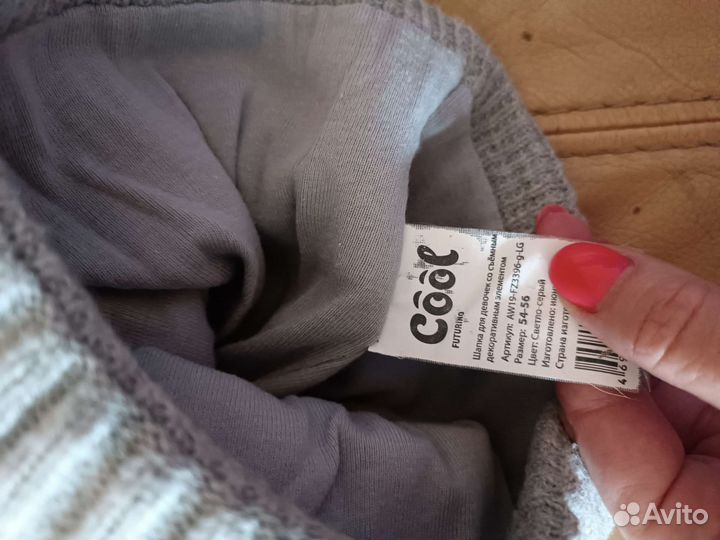 Cool
FUTURINO
Шапка для девочек со съёмным
декоративным элементом
Артикул: AW19-FZ3396-g-LG
Размер: 54-56
Цвет: Светло-серый
Изготовлено:
Страна
Avito